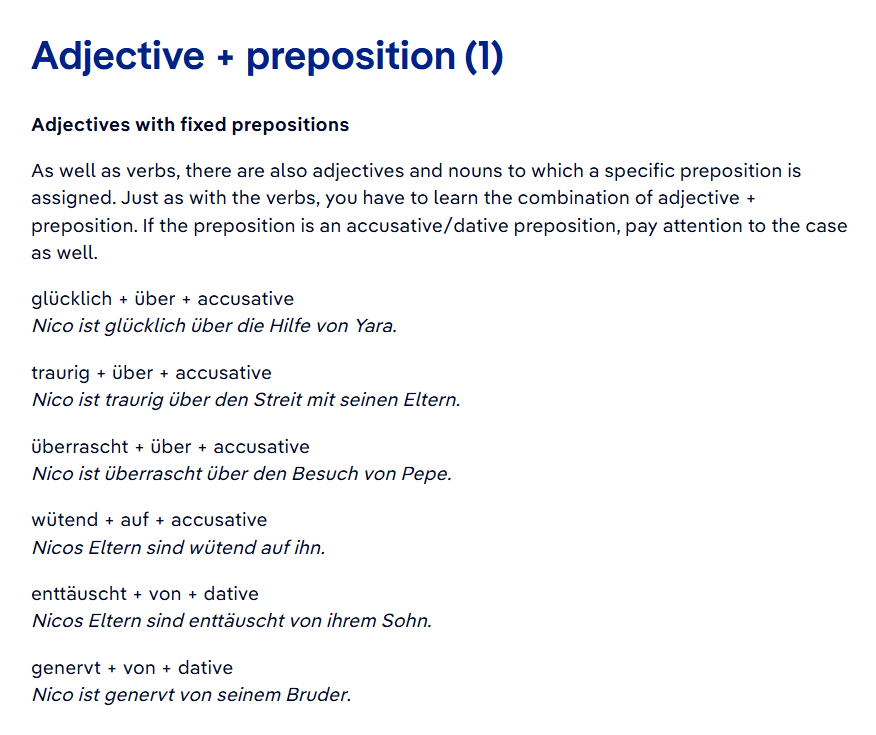 Adjective + preposition (1)
Adjectives with fixed prepositions
As well as verbs, there are also adjectives and nouns to which a specific preposition is
assigned. Just as with the verbs, you have to learn the combination of adjective +
preposition. If the preposition is an accusative/dative preposition, pay attention to the case
as well.
glücklich + über + accusative
Nico ist glücklich über die Hilfe von Yara.
traurig + über + accusative
Nico ist traurig über den Streit mit seinen Eltern.
überrascht + über + accusative
Nico ist überrascht über den Besuch von Pepe.
wütend + auf + accusative
Nicos Eltern sind wütend auf ihn.
enttäuscht + von + dative
Nicos Eltern sind enttäuscht von ihrem Sohn.
genervt + von + dative
Nico ist genervt von seinem Bruder.